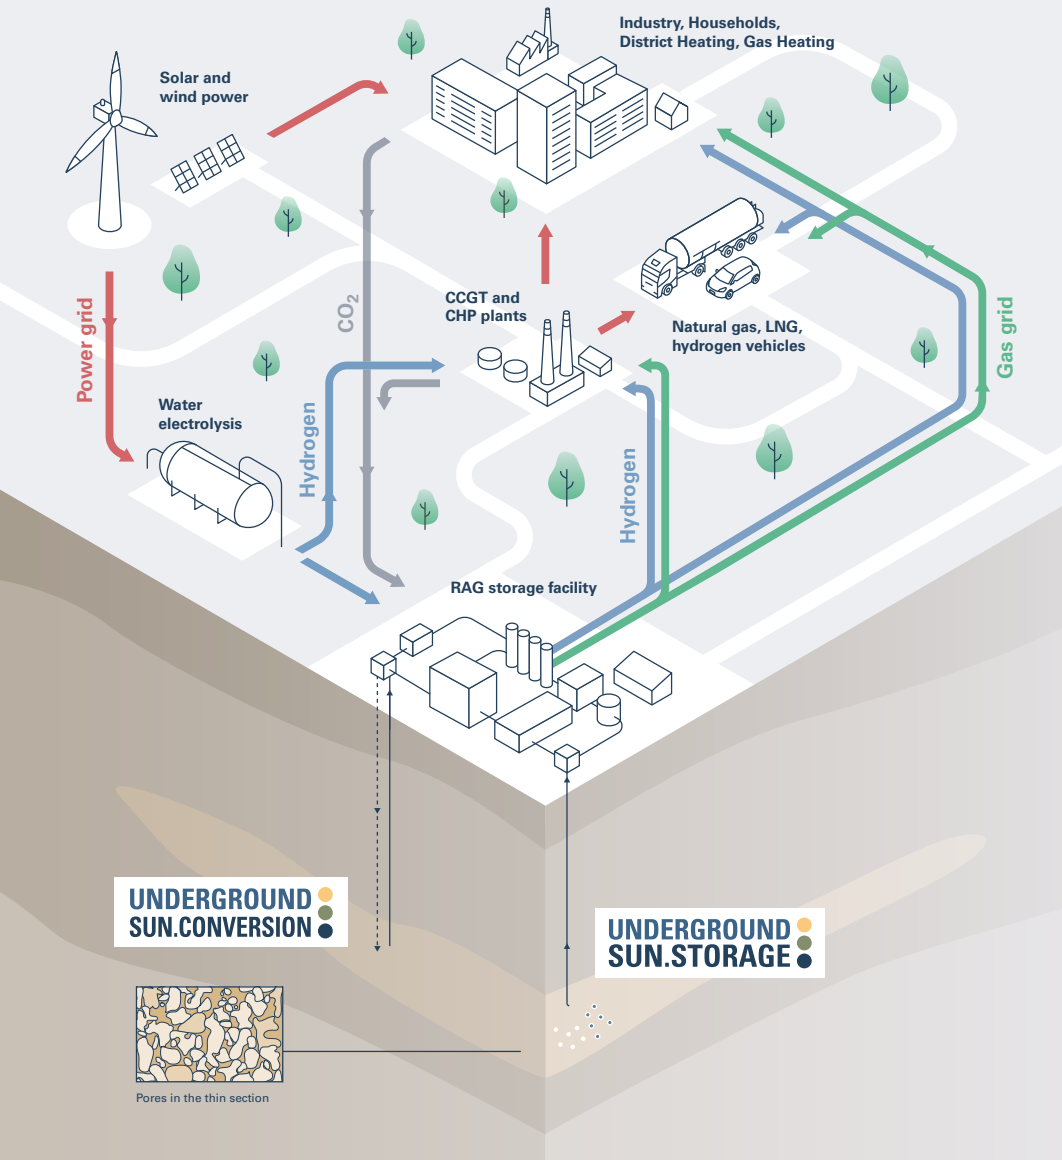 Industry, Households,
District Heating, Gas Heating
Solar and
wind power
Power grid
CO2
CCGT and
CHP plants
Natural gas, LNG,
hydrogen vehicles
Gas grid
Water
electrolysis
Hydrogen
Hydrogen
RAG storage facility
UNDERGROUND
SUN.CONVERSION
UNDERGROUND
SUN.STORAGE
Pores in the thin section